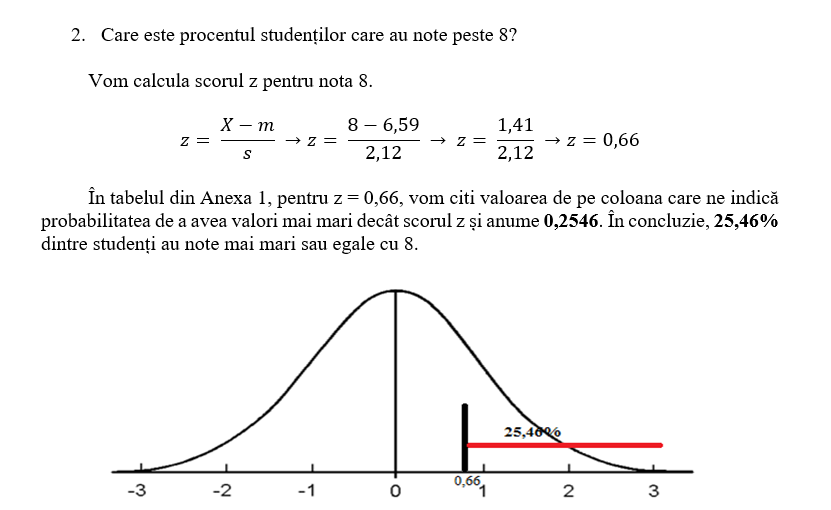 2. Care este procentul studenților care au note peste 8?
Vom calcula scorul z pentru nota 8.
z = (X − m)/s → z = (8 − 6,59)/2,12 → z = 1,41/2,12 → z = 0,66
În tabelul din Anexa 1, pentru z = 0,66, vom citi valoarea de pe coloana care ne indică
probabilitatea de a avea valori mai mari decât scorul z și anume 0,2546. În concluzie, 25,46%
dintre studenți au note mai mari sau egale cu 8.
25,46%
0,66
-3 -2 -1 0 1 2 3